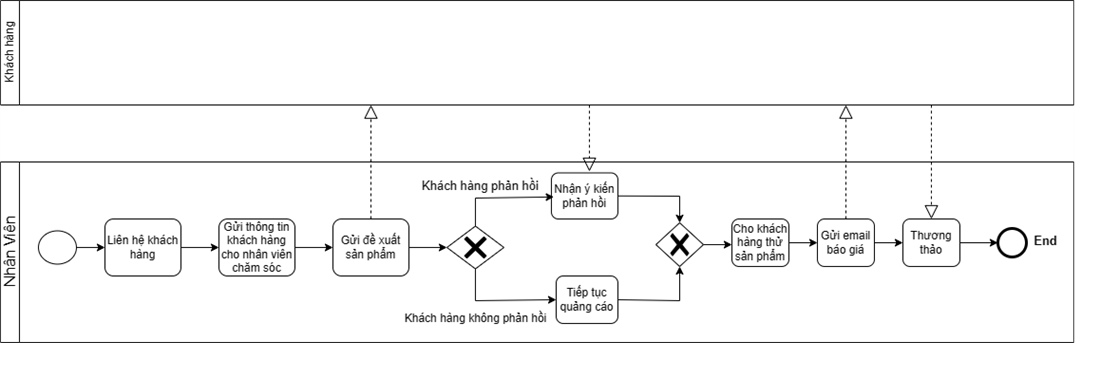 Khách hàng
Nhân Viên
Liên hệ khách
hàng
Gửi thông tin
khách hàng
cho nhân viên
chăm sóc
Gửi đề xuất
sản phẩm
Khách hàng phản hồi
Nhận ý kiến
phản hồi
Khách hàng không phản hồi
Tiếp tục
quảng cáo
Cho khách
hàng thử
sản phẩm
Gửi email
báo giá
Thương
thảo
End